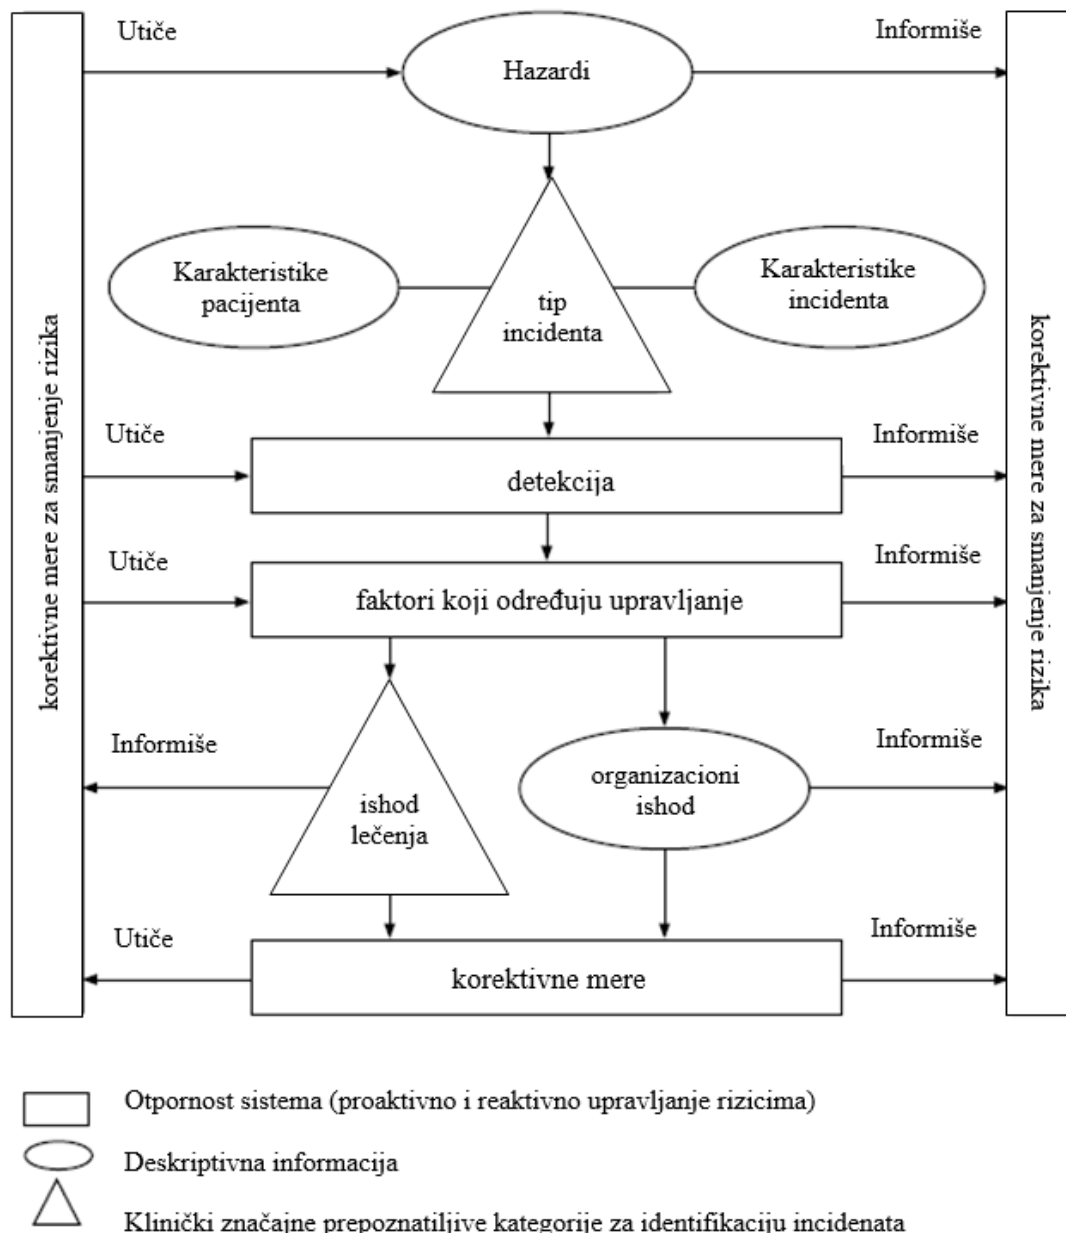 Utiče
Informiše
Hazardi
Karakteristike
pacijenta
tip
incidenta
Karakteristike
incidenta
korektivne mere za smanjenje rizika
korektivne mere za smanjenje rizika
Utiče
Informiše
detekcija
Utiče
Informiše
faktori koji određuju upravljanje
Informiše
Informiše
ishod
lečenja
organizacioni
ishod
Utiče
Informiše
korektivne mere
Otpornost sistema (proaktivno i reaktivno upravljanje rizicima)
Deskriptivna informacija
Klinički značajne prepoznatiljive kategorije za identifikaciju incidenata